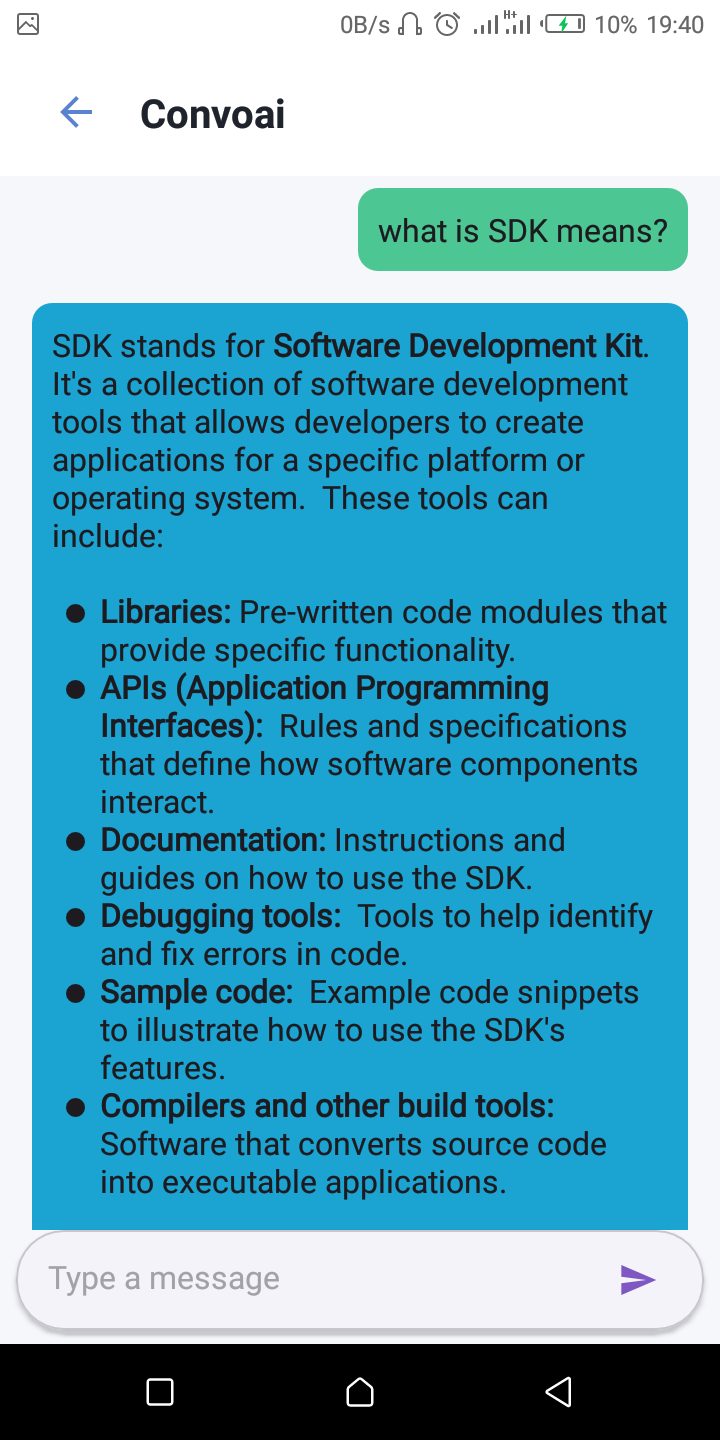 0B/s H+ 10% 19:40
Convoai
what is SDK means?
SDK stands for Software Development Kit.
It's a collection of software development
tools that allows developers to create
applications for a specific platform or
operating system.  These tools can
include:
● Libraries: Pre-written code modules that
provide specific functionality.
● APIs (Application Programming
Interfaces):  Rules and specifications
that define how software components
interact.
● Documentation: Instructions and
guides on how to use the SDK.
● Debugging tools:  Tools to help identify
and fix errors in code.
● Sample code:  Example code snippets
to illustrate how to use the SDK's
features.
● Compilers and other build tools:
Software that converts source code
into executable applications.
Type a message